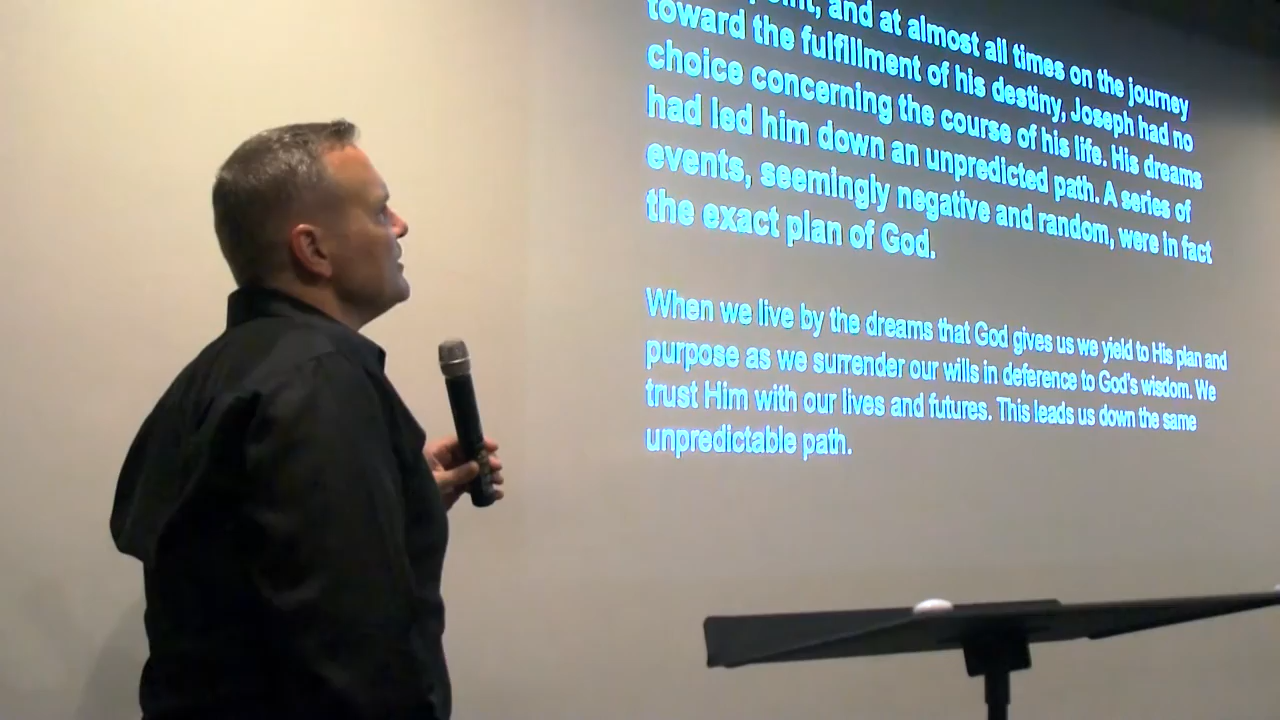 and at almost all times on the journey
toward the fulfillment of his destiny, Joseph had no
choice concerning the course of his life. His dreams
had led him down an unpredicted path. A series of
events, seemingly negative and random, were in fact
the exact plan of God.
When we live by the dreams that God gives us we yield to His plan and
purpose as we surrender our wills in deference to God's wisdom. We
trust Him with our lives and futures. This leads us down the same
unpredictable path.